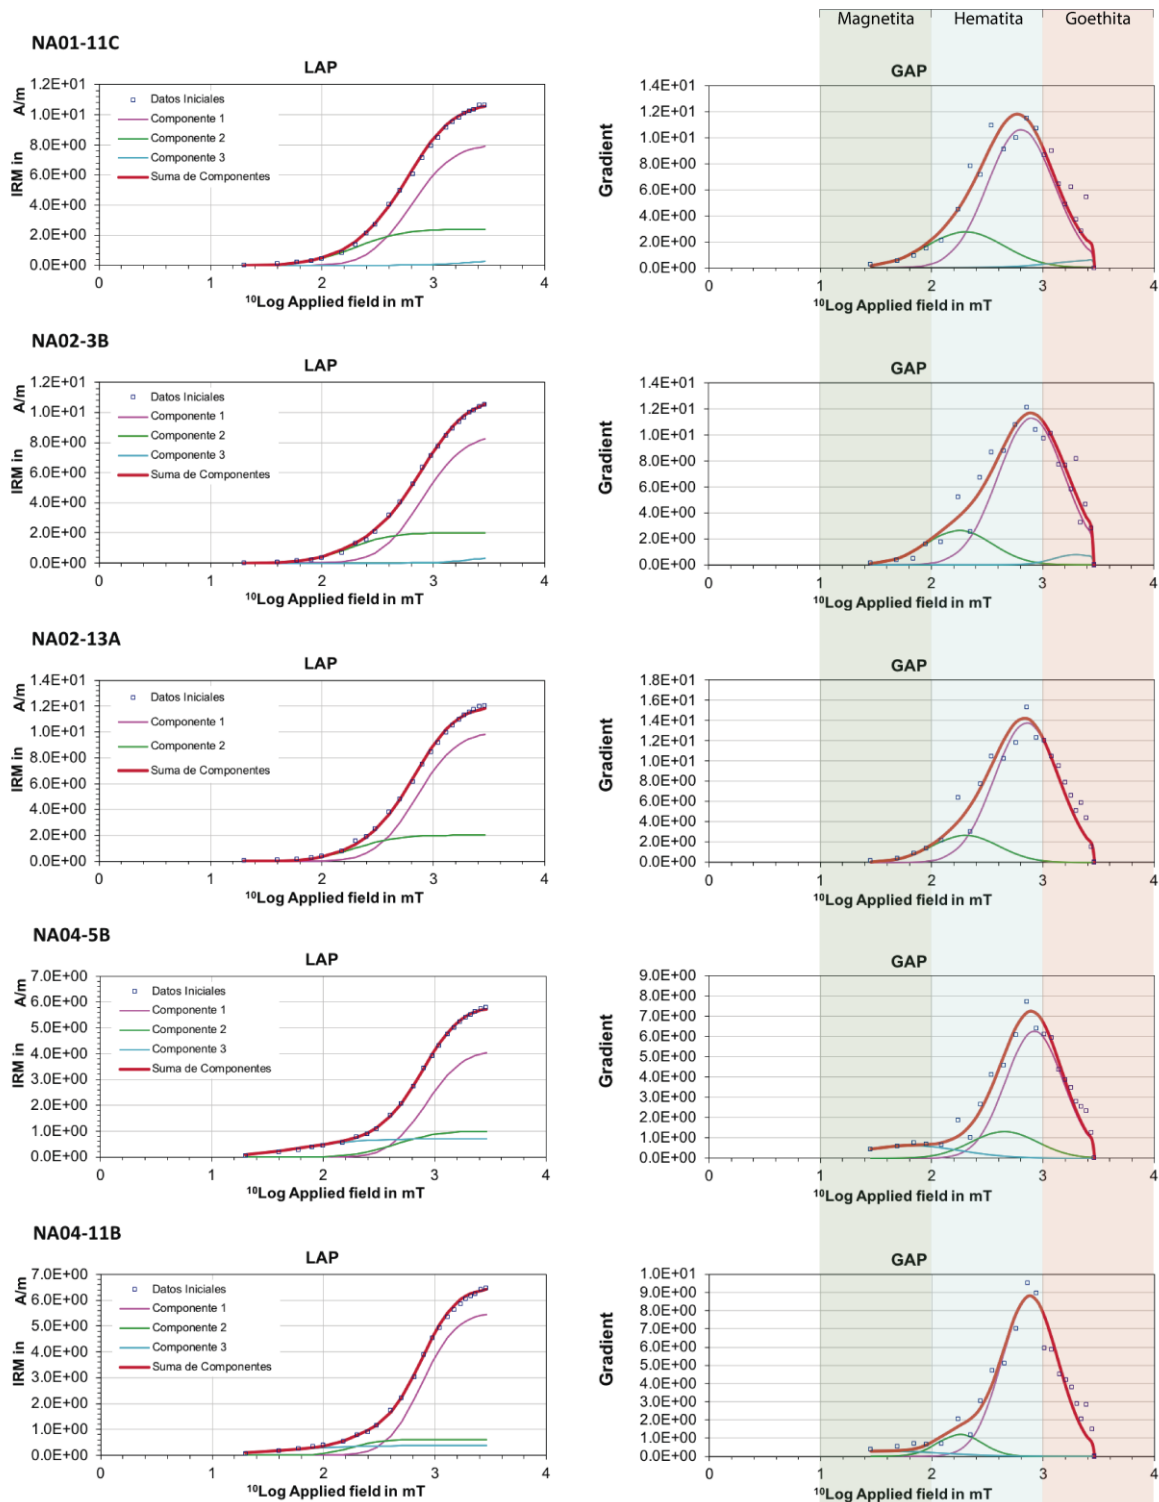 Magnetita Hematita Goethita
NA01-11C
LAP
GAP
A/m
IRM in
1.2E+01
1.0E+01
8.0E+00
6.0E+00
4.0E+00
2.0E+00
0.0E+00
Datos Iniciales
Componente 1
Componente 2
Componente 3
Suma de Componentes
0 1 2 3 4
¹⁰Log Applied field in mT
Gradient
1.4E+01
1.2E+01
1.0E+01
8.0E+00
6.0E+00
4.0E+00
2.0E+00
0.0E+00
0 1 2 3 4
¹⁰Log Applied field in mT
NA02-3B
LAP
GAP
A/m
IRM in
1.2E+01
1.0E+01
8.0E+00
6.0E+00
4.0E+00
2.0E+00
0.0E+00
Datos Iniciales
Componente 1
Componente 2
Componente 3
Suma de Componentes
0 1 2 3 4
¹⁰Log Applied field in mT
Gradient
1.4E+01
1.2E+01
1.0E+01
8.0E+00
6.0E+00
4.0E+00
2.0E+00
0.0E+00
0 1 2 3 4
¹⁰Log Applied field in mT
NA02-13A
LAP
GAP
A/m
IRM in
1.4E+01
1.2E+01
1.0E+01
8.0E+00
6.0E+00
4.0E+00
2.0E+00
0.0E+00
Datos Iniciales
Componente 1
Componente 2
Suma de Componentes
0 1 2 3 4
¹⁰Log Applied field in mT
Gradient
1.8E+01
1.6E+01
1.4E+01
1.2E+01
1.0E+01
8.0E+00
6.0E+00
4.0E+00
2.0E+00
0.0E+00
0 1 2 3 4
¹⁰Log Applied field in mT
NA04-5B
LAP
GAP
A/m
IRM in
7.0E+00
6.0E+00
5.0E+00
4.0E+00
3.0E+00
2.0E+00
1.0E+00
0.0E+00
Datos Iniciales
Componente 1
Componente 2
Componente 3
Suma de Componentes
0 1 2 3 4
¹⁰Log Applied field in mT
Gradient
9.0E+00
8.0E+00
7.0E+00
6.0E+00
5.0E+00
4.0E+00
3.0E+00
2.0E+00
1.0E+00
0.0E+00
0 1 2 3 4
¹⁰Log Applied field in mT
NA04-11B
LAP
GAP
A/m
IRM in
7.0E+00
6.0E+00
5.0E+00
4.0E+00
3.0E+00
2.0E+00
1.0E+00
0.0E+00
Datos Iniciales
Componente 1
Componente 2
Componente 3
Suma de Componentes
0 1 2 3 4
¹⁰Log Applied field in mT
Gradient
1.0E+01
9.0E+00
8.0E+00
7.0E+00
6.0E+00
5.0E+00
4.0E+00
3.0E+00
2.0E+00
1.0E+00
0.0E+00
0 1 2 3 4
¹⁰Log Applied field in mT